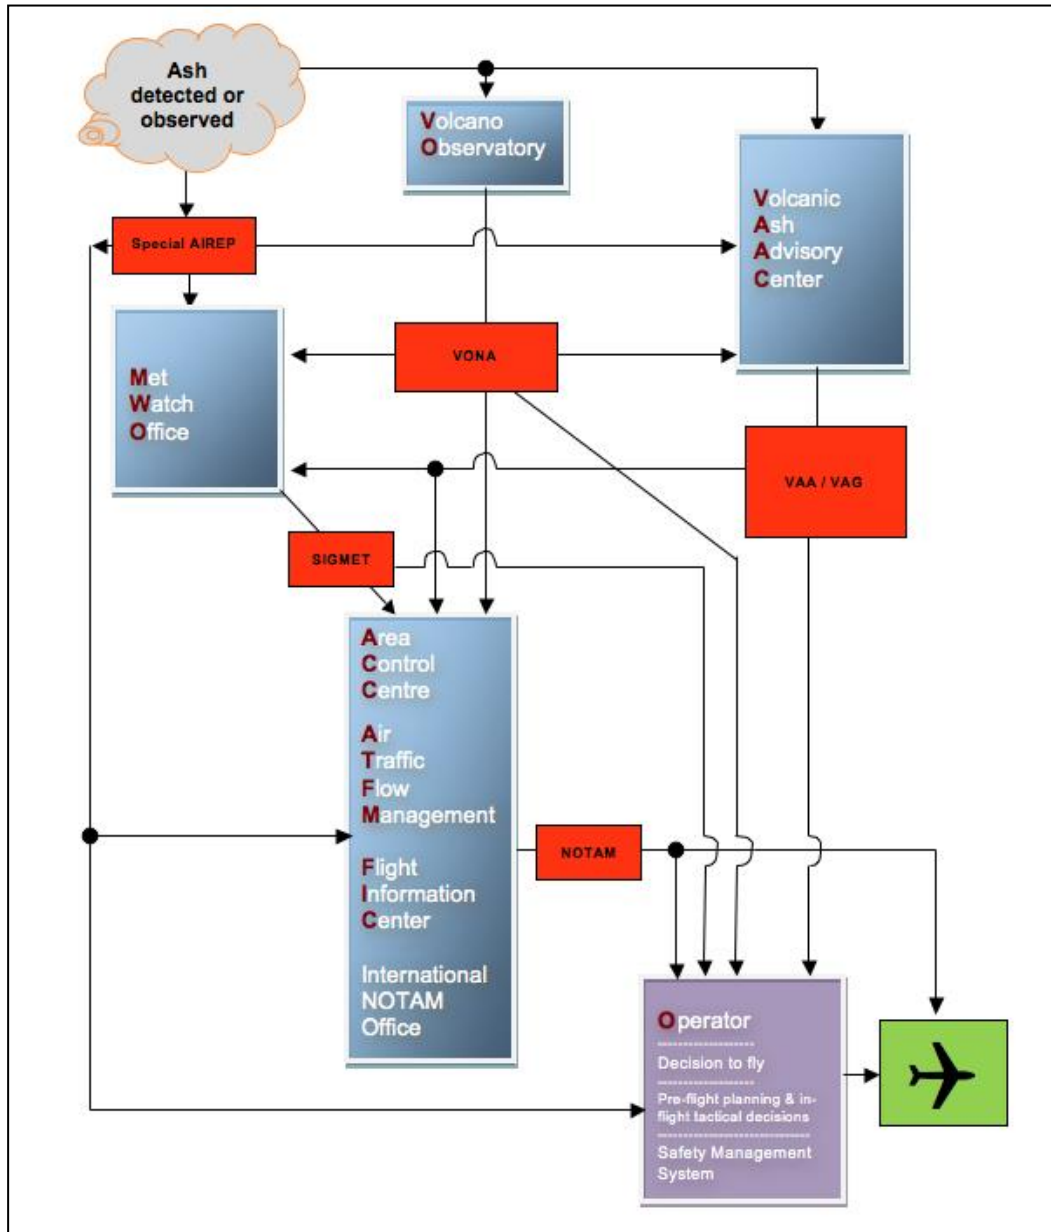 Ash
detected or
observed
Volcano
Observatory
Volcanic
Ash
Advisory
Center
Special AIREP
VONA
Met
Watch
Office
VAA / VAG
SIGMET
Area
Control
Centre
Air
Traffic
Flow
Management
Flight
Information
Center
International
NOTAM
Office
NOTAM
Operator
Decision to fly
Pre-flight planning & in-
flight tactical decisions
Safety Management
System